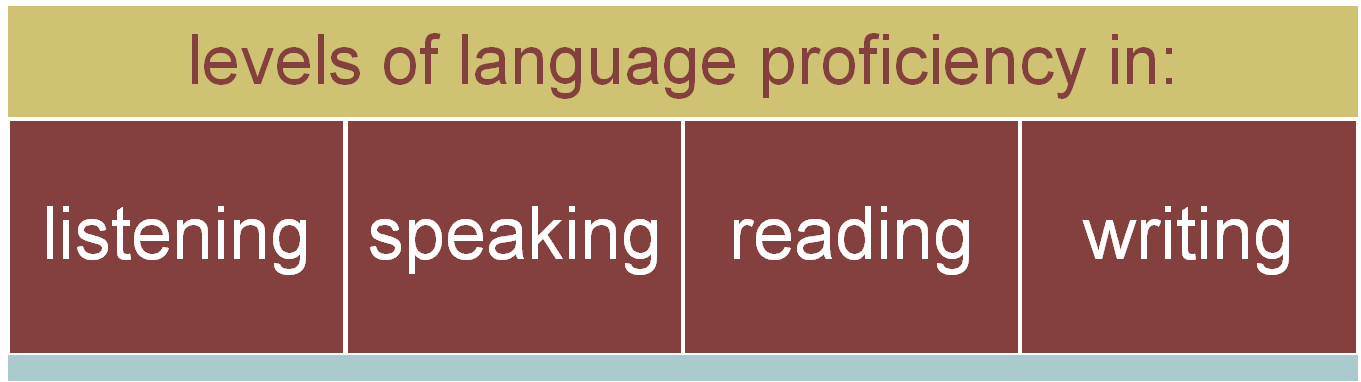 levels of language proficiency in:
listening speaking reading writing